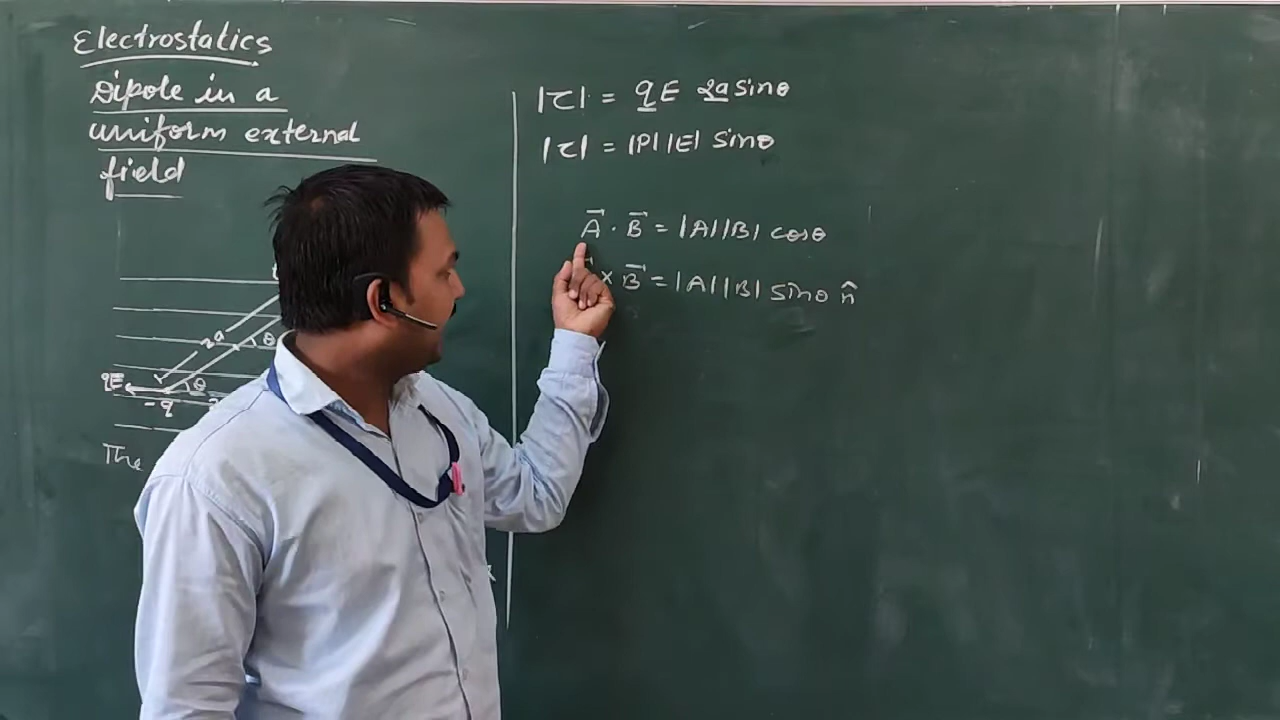 Electrostatics
Dipole in a
uniform external
field
2a
θ
qE
θ
-q
The
|τ| = qE 2a sinθ
|τ| = |P||E| sinθ
A⃗ · B⃗ = |A||B| cosθ
× B⃗ = |A||B| sinθ n̂